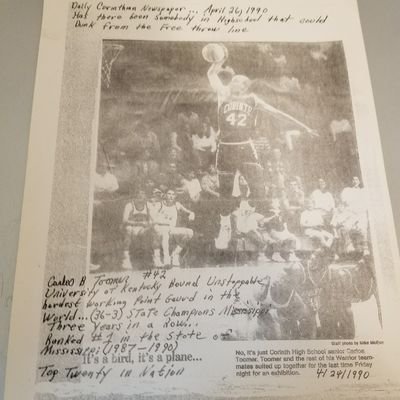 Daily Corinthian Newspaper... April 26, 1990
Has there been somebody in Highschool that could
Dunk from the Free throw line
CORINTH
42
Carlos B Toomer #42
University of Kentucky Bound Unstoppable
hardest working Point Guard in the
World... (36-3) State Champions Mississippi
Three Years in a Row..
Ranked #1 in the State of
Mississippi (1987-1990)
It's a bird, it's a plane...
Top Twenty in Nation
Staff photo by Mike
No, it's just Corinth High School senior Carlos
Toomer. Toomer and the rest of his Warrior team-
mates suited up together for the last time Friday
night for an exhibition.
4/24/1990